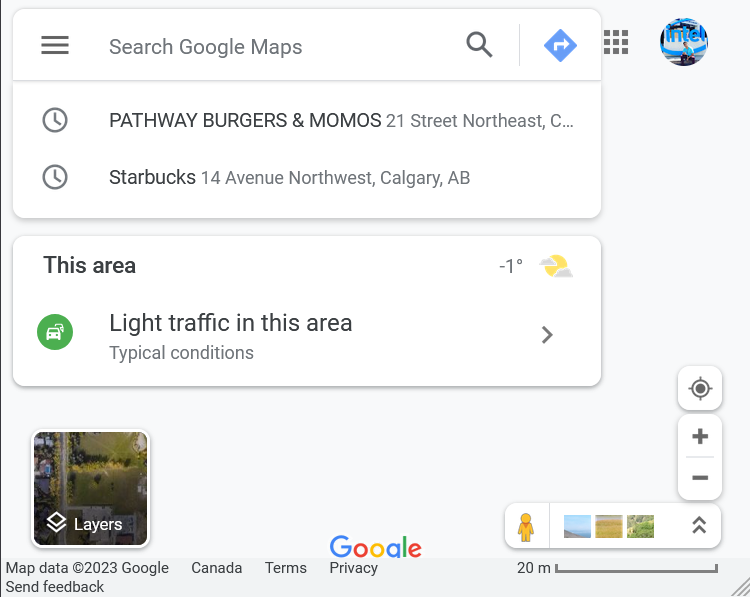 Search Google Maps
intel
PATHWAY BURGERS & MOMOS 21 Street Northeast, C...
Starbucks 14 Avenue Northwest, Calgary, AB
This area
-1°
Light traffic in this area
Typical conditions
Layers
Google
Map data ©2023 Google Canada Terms Privacy 20 m
Send feedback